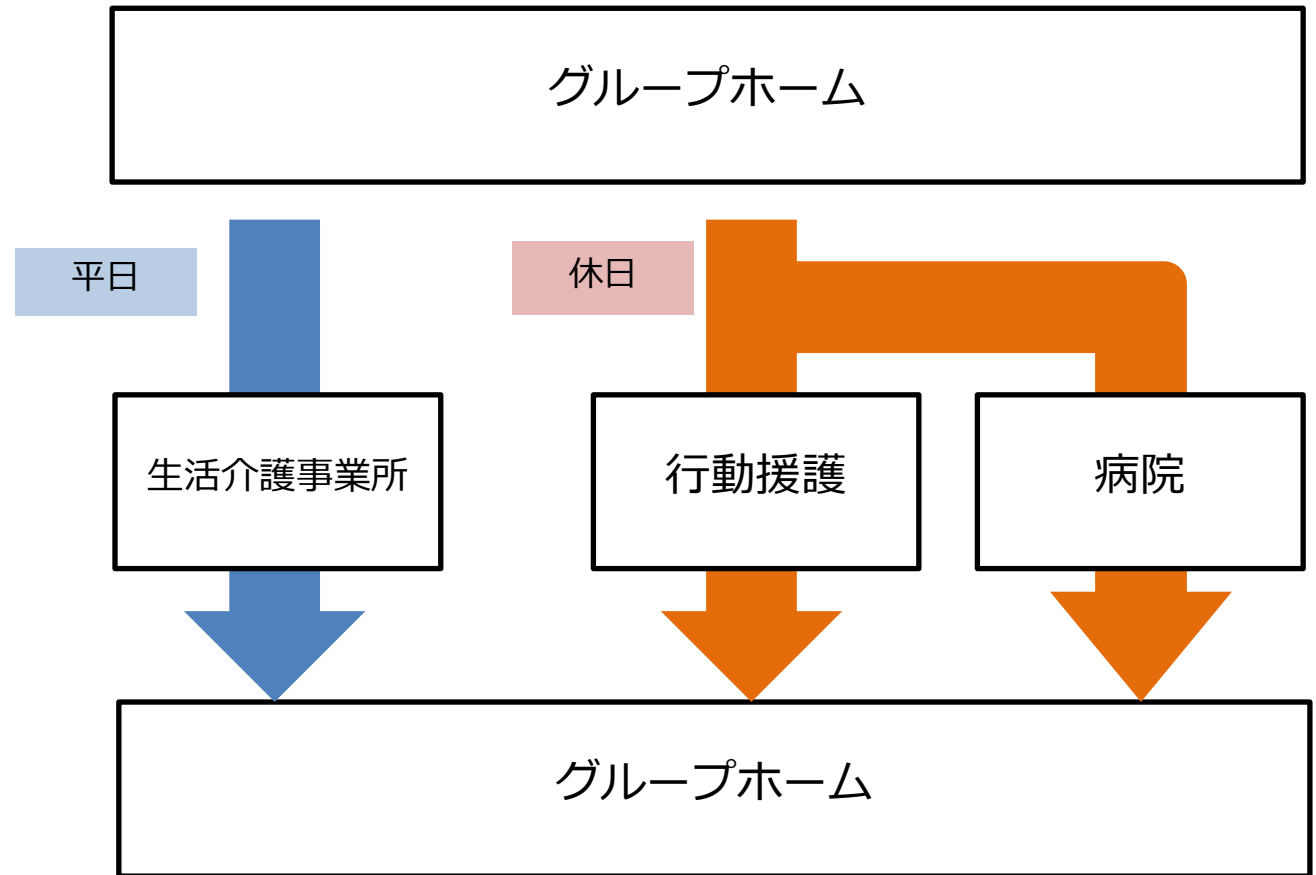 グループホーム
平日
休日
生活介護事業所
行動援護
病院
グループホーム